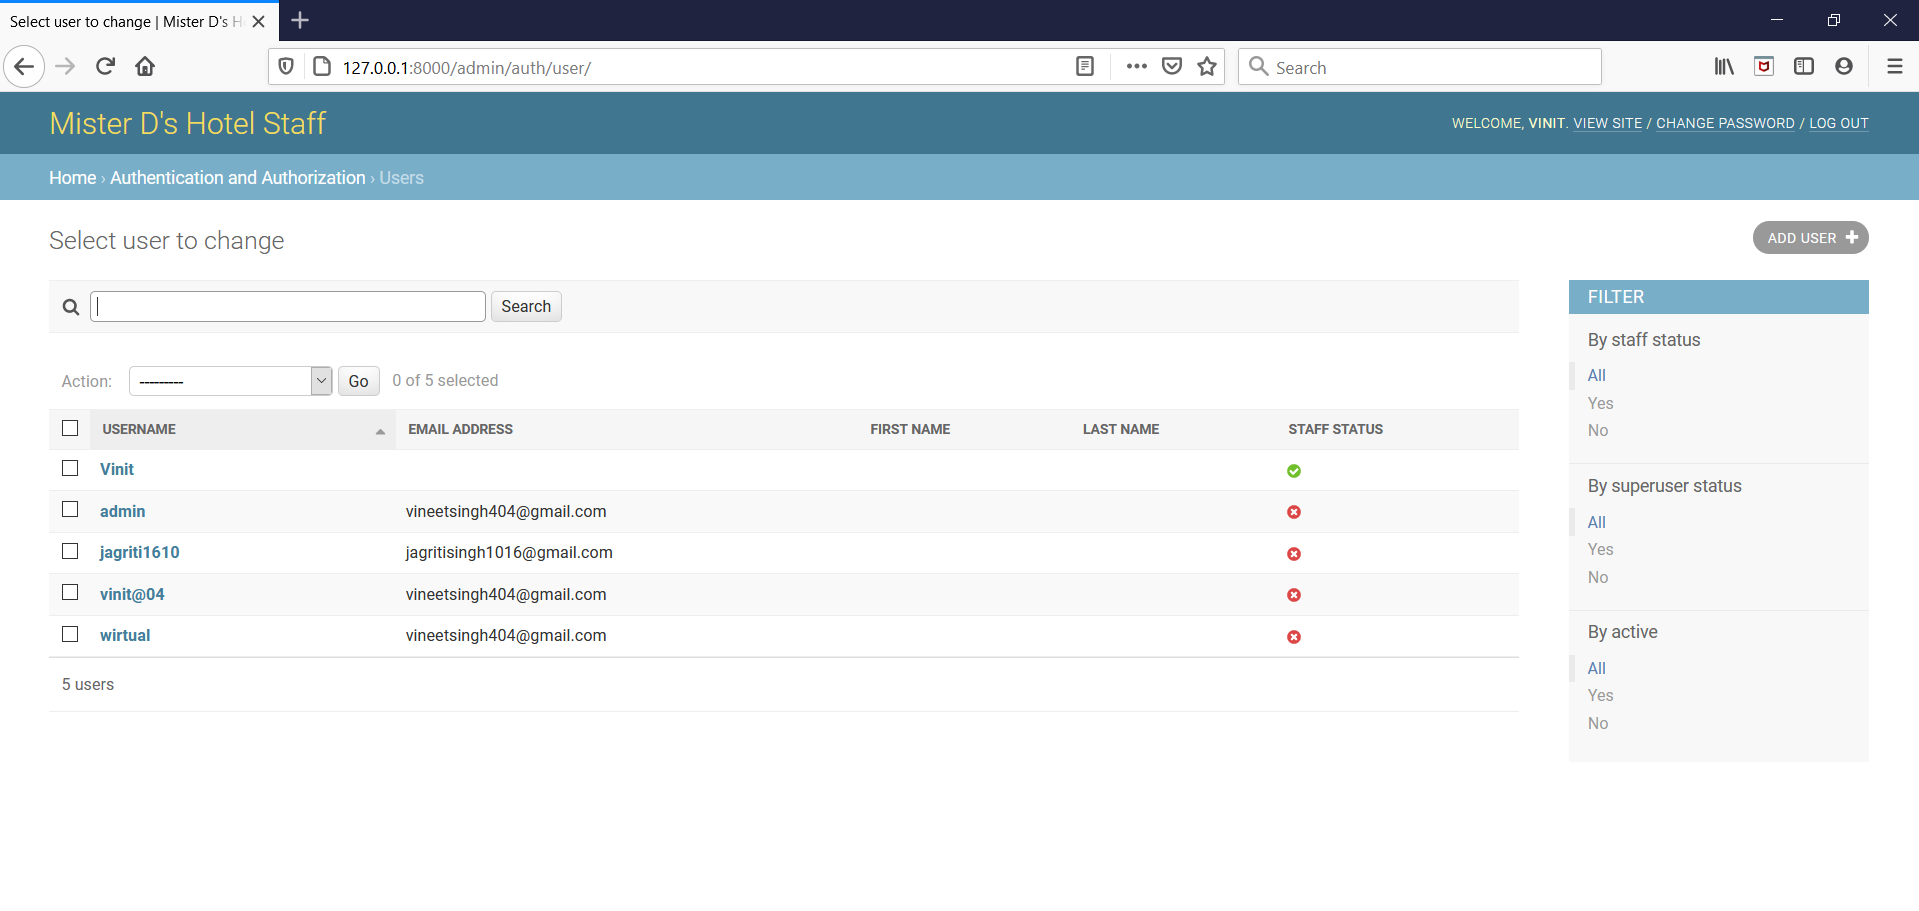 Select user to change | Mister D's H
127.0.0.1:8000/admin/auth/user/
Search
Mister D's Hotel Staff
WELCOME, VINIT. VIEW SITE / CHANGE PASSWORD / LOG OUT
Home › Authentication and Authorization › Users
Select user to change
ADD USER +
Search
Action: --------- Go 0 of 5 selected
USERNAME EMAIL ADDRESS FIRST NAME LAST NAME STAFF STATUS
Vinit
admin vineetsingh404@gmail.com
jagriti1610 jagritisingh1016@gmail.com
vinit@04 vineetsingh404@gmail.com
wirtual vineetsingh404@gmail.com
5 users
FILTER
By staff status
All
Yes
No
By superuser status
All
Yes
No
By active
All
Yes
No